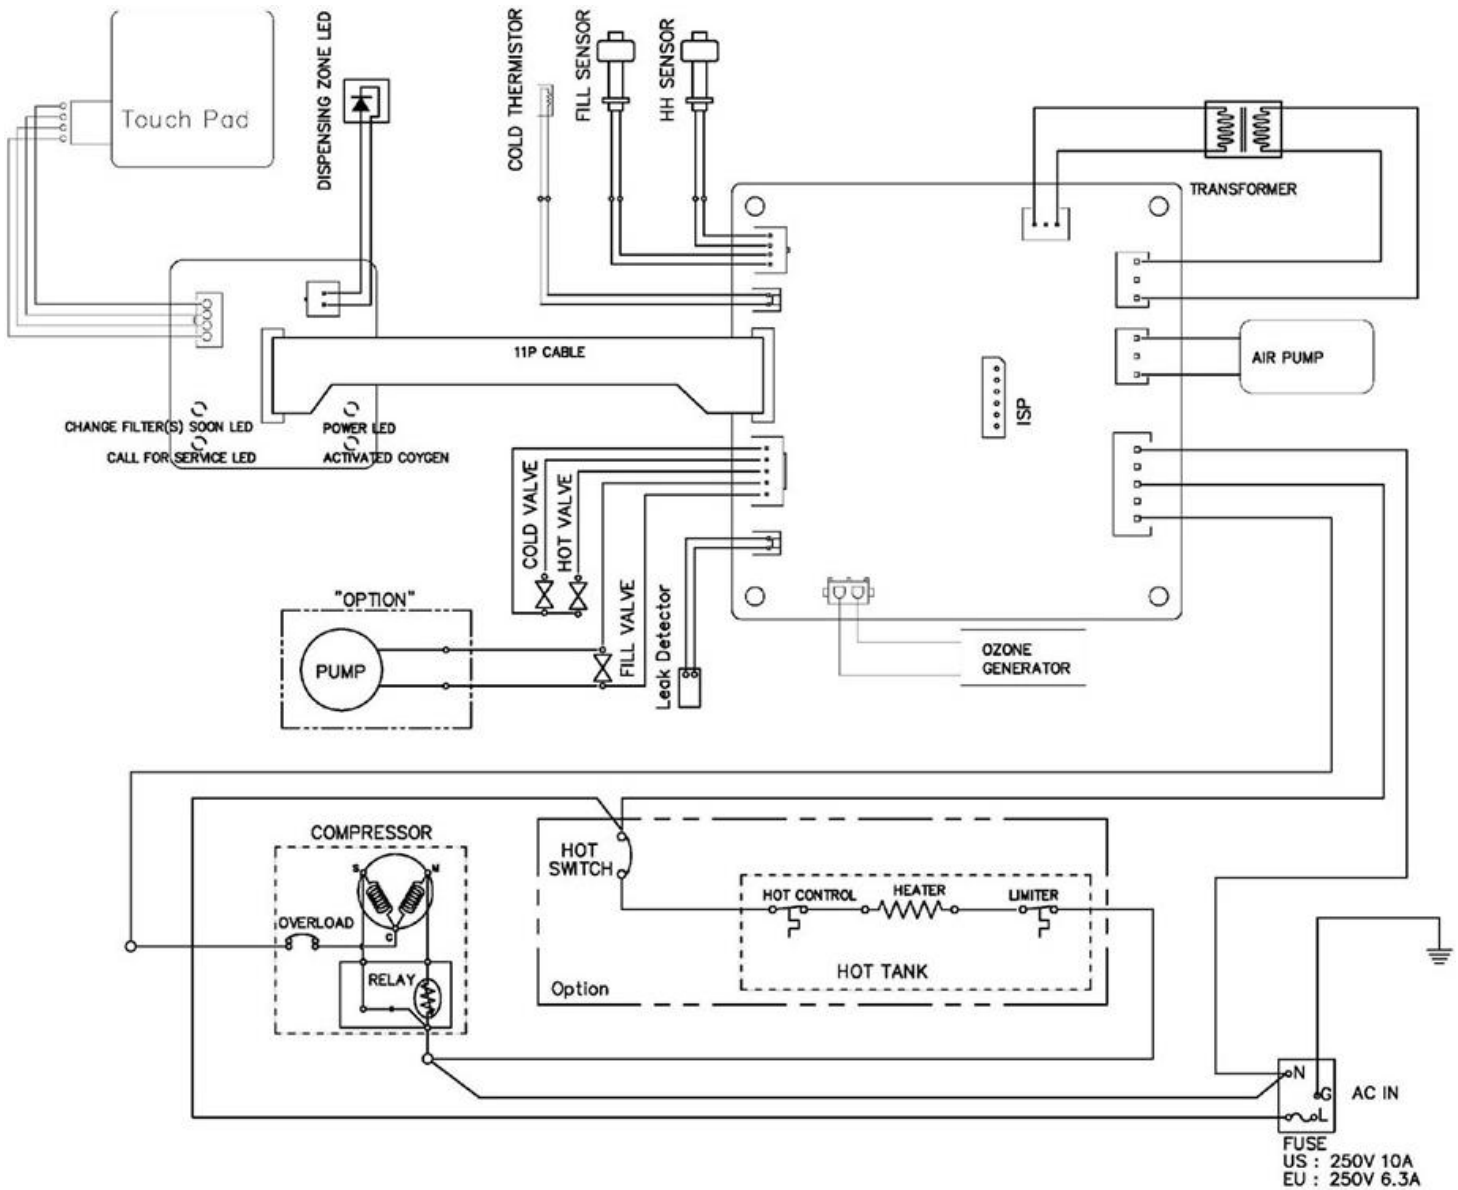 Touch Pad
DISPENSING ZONE LED
COLD THERMISTOR
FILL SENSOR
HH SENSOR
TRANSFORMER
11P CABLE
AIR PUMP
ISP
CHANGE FILTER(S) SOON LED
POWER LED
CALL FOR SERVICE LED
ACTIVATED COYGEN
COLD VALVE
HOT VALVE
FILL VALVE
Leak Detector
"OPTION"
PUMP
OZONE
GENERATOR
COMPRESSOR
S
M
C
OVERLOAD
RELAY
HOT
SWITCH
HOT CONTROL
HEATER
LIMITER
HOT TANK
Option
N
G
L
AC IN
FUSE
US : 250V 10A
EU : 250V 6.3A